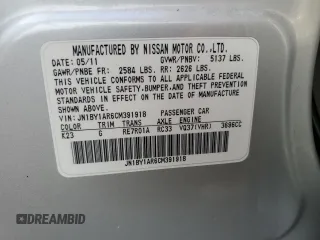 MANUFACTURED BY NISSAN MOTOR CO.,LTD.
DATE: 05/11 GVWR/PNBV: 5137 LBS.
GAWR/PNBE FR: 2584 LBS. RR: 2626 LBS.
THIS VEHICLE CONFORMS TO ALL APPLICABLE FEDERAL
MOTOR VEHICLE SAFETY, BUMPER, AND THEFT PREVENTION
STANDARDS IN EFFECT ON THE DATE OF MANUFACTURE
SHOWN ABOVE.
VIN: JN1BY1AR6CM391918 PASSENGER CAR
COLOR TRIM TRANS AXLE ENGINE
K23 G RE7R01A RC33 VQ37(VHR) 3696CC
JN1BY1AR6CM391918
DREAMBID